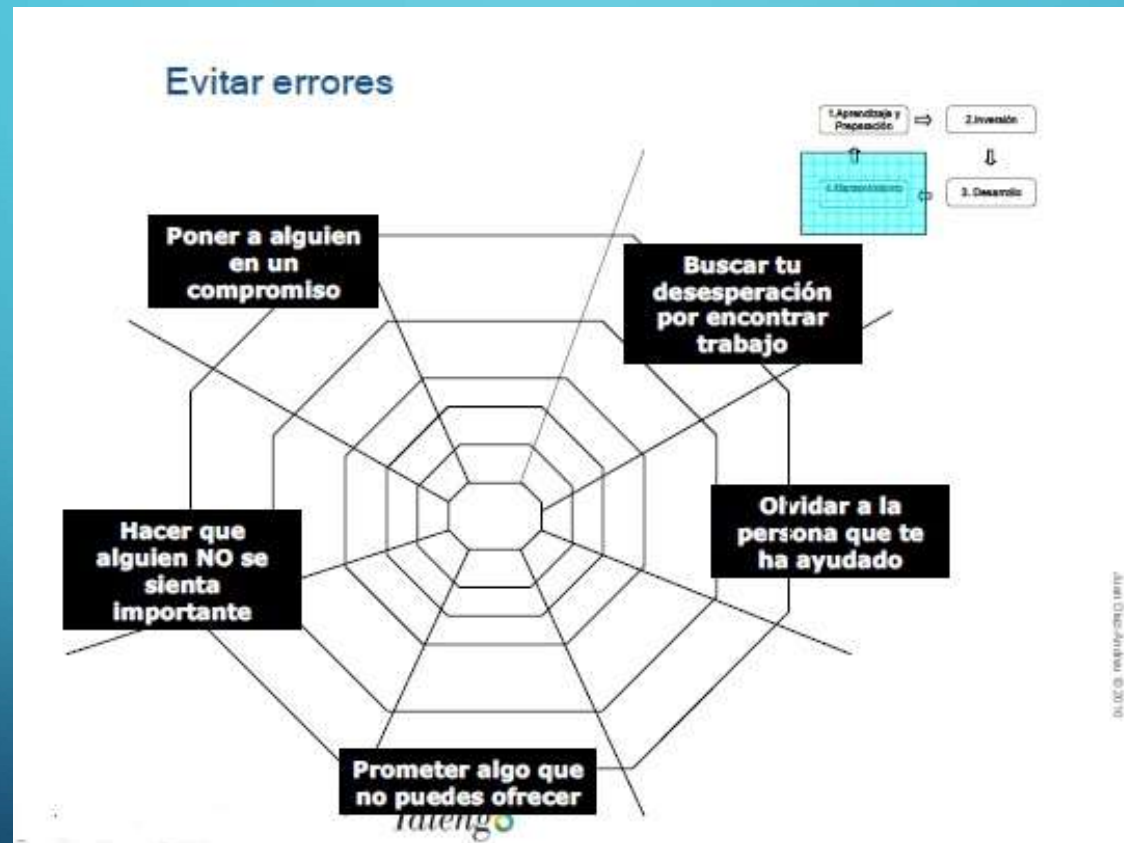 Evitar errores
1.Aprendizaje y
Preparación
2.Inversión
3. Desarrollo
Poner a alguien
en un
compromiso
Buscar tu
desesperación
por encontrar
trabajo
Hacer que
alguien NO se
sienta
importante
Olvidar a la
persona que te
ha ayudado
Prometer algo que
no puedes ofrecer
Talengo